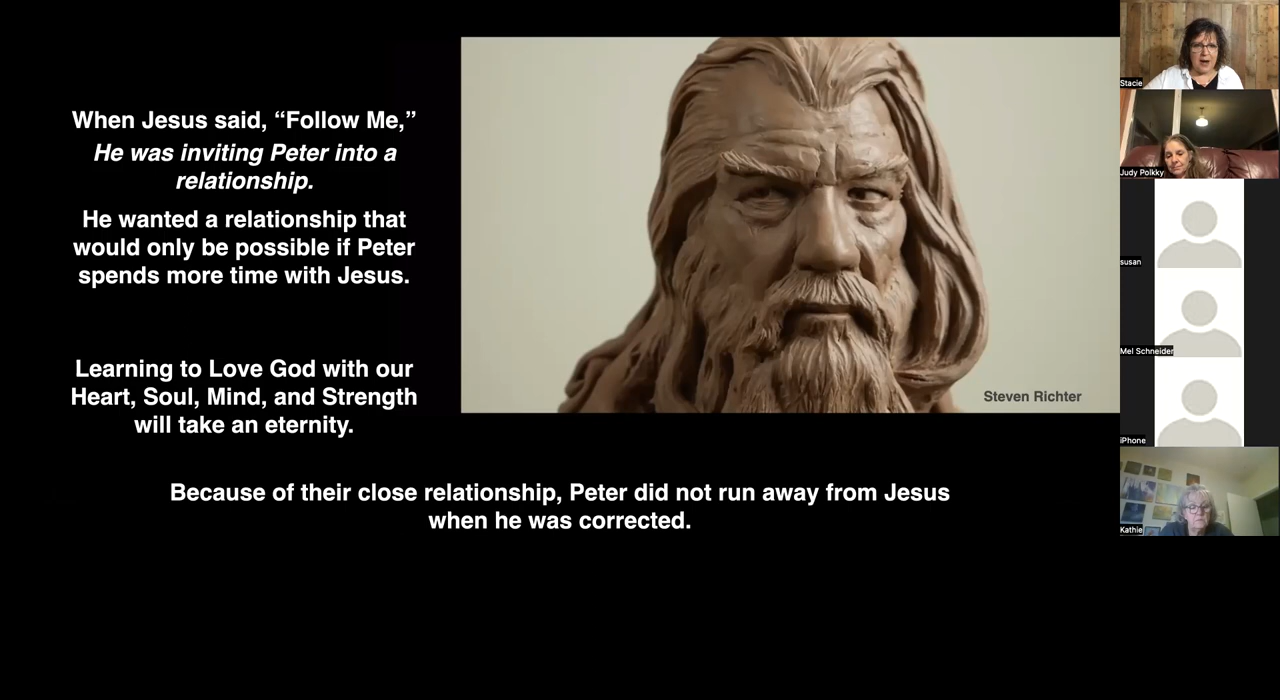 When Jesus said, “Follow Me,”
He was inviting Peter into a
relationship.
He wanted a relationship that
would only be possible if Peter
spends more time with Jesus.
Learning to Love God with our
Heart, Soul, Mind, and Strength
will take an eternity.
Steven Richter
Because of their close relationship, Peter did not run away from Jesus
when he was corrected.
Stacie
Judy Polkky
susan
Mel Schneider
iPhone
Kathie